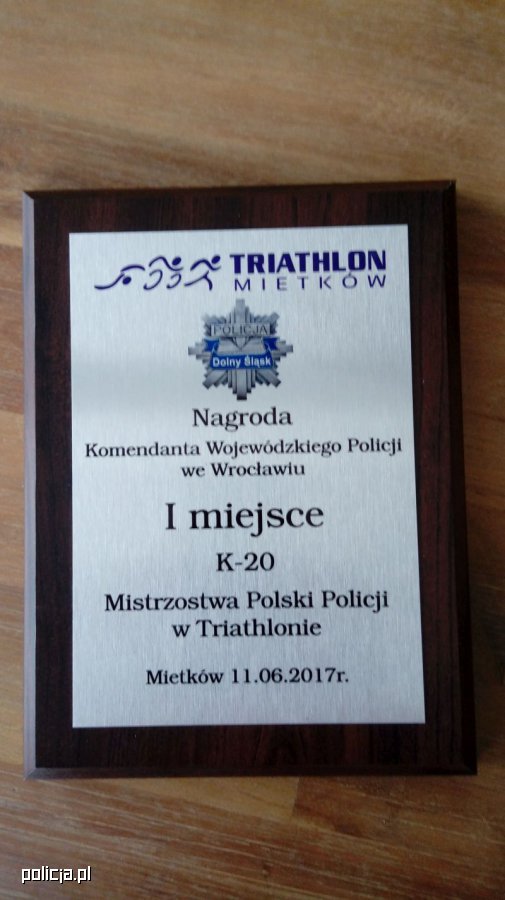 TRIATHLON
MIETKÓW
POLICJA
Dolny Śląsk
Nagroda
Komendanta Wojewódzkiego Policji
we Wrocławiu
I miejsce
K-20
Mistrzostwa Polski Policji
w Triathlonie
Mietków 11.06.2017r.
policja.pl